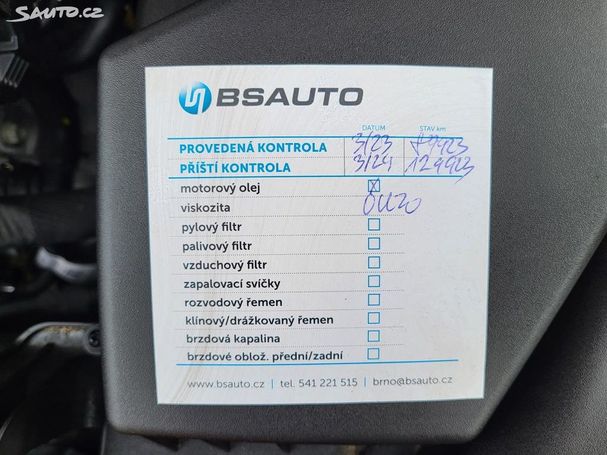 SAUTO.CZ
BSAUTO
DATUM STAV km
PROVEDENÁ KONTROLA 3/23 79923
PŘÍŠTÍ KONTROLA 3/24 129923
motorový olej X
viskozita 0W20
pylový filtr
palivový filtr
vzduchový filtr
zapalovací svíčky
rozvodový řemen
klínový/drážkovaný řemen
brzdová kapalina
brzdové oblož. přední/zadní
www.bsauto.cz | tel. 541 221 515 | brno@bsauto.cz